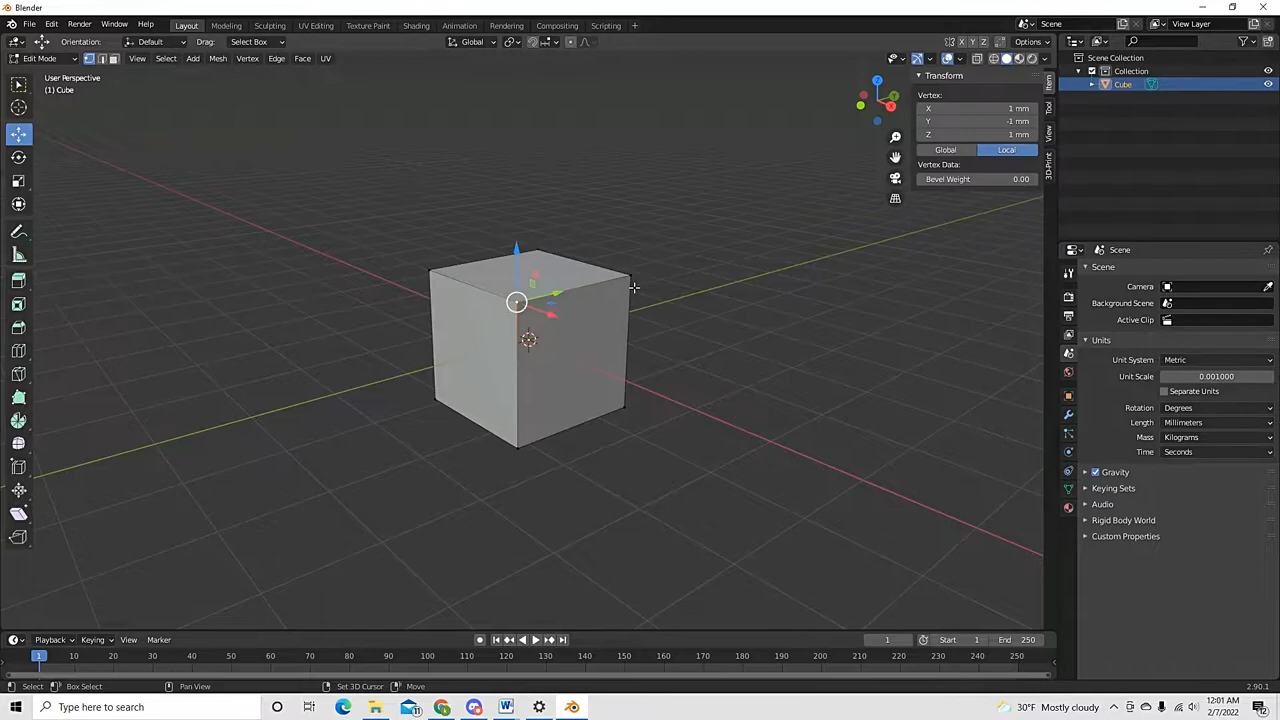 Blender
File Edit Render Window Help Layout Modeling Sculpting UV Editing Texture Paint Shading Animation Rendering Compositing Scripting + Scene View Layer
Orientation: Default Drag: Select Box Global X Y Z Options
Edit Mode View Select Add Mesh Vertex Edge Face UV
User Perspective
(1) Cube
Z
Y
X
Transform
Vertex:
X 1 mm
Y -1 mm
Z 1 mm
Global Local
Vertex Data:
Bevel Weight 0.00
Item
Tool
View
3D-Print
Scene Collection
Collection
Cube
Scene
Scene
Camera
Background Scene
Active Clip
Units
Unit System Metric
Unit Scale 0.001000
Separate Units
Rotation Degrees
Length Millimeters
Mass Kilograms
Time Seconds
Gravity
Keying Sets
Audio
Rigid Body World
Custom Properties
Playback Keying View Marker 1 Start 1 End 250
1 10 20 30 40 50 60 70 80 90 100 110 120 130 140 150 160 170 180 190 200 210 220 230 240 250
Select Box Select Pan View Set 3D Cursor Move 2.90.1
Type here to search 30°F Mostly cloudy 12:01 AM
2/7/2022